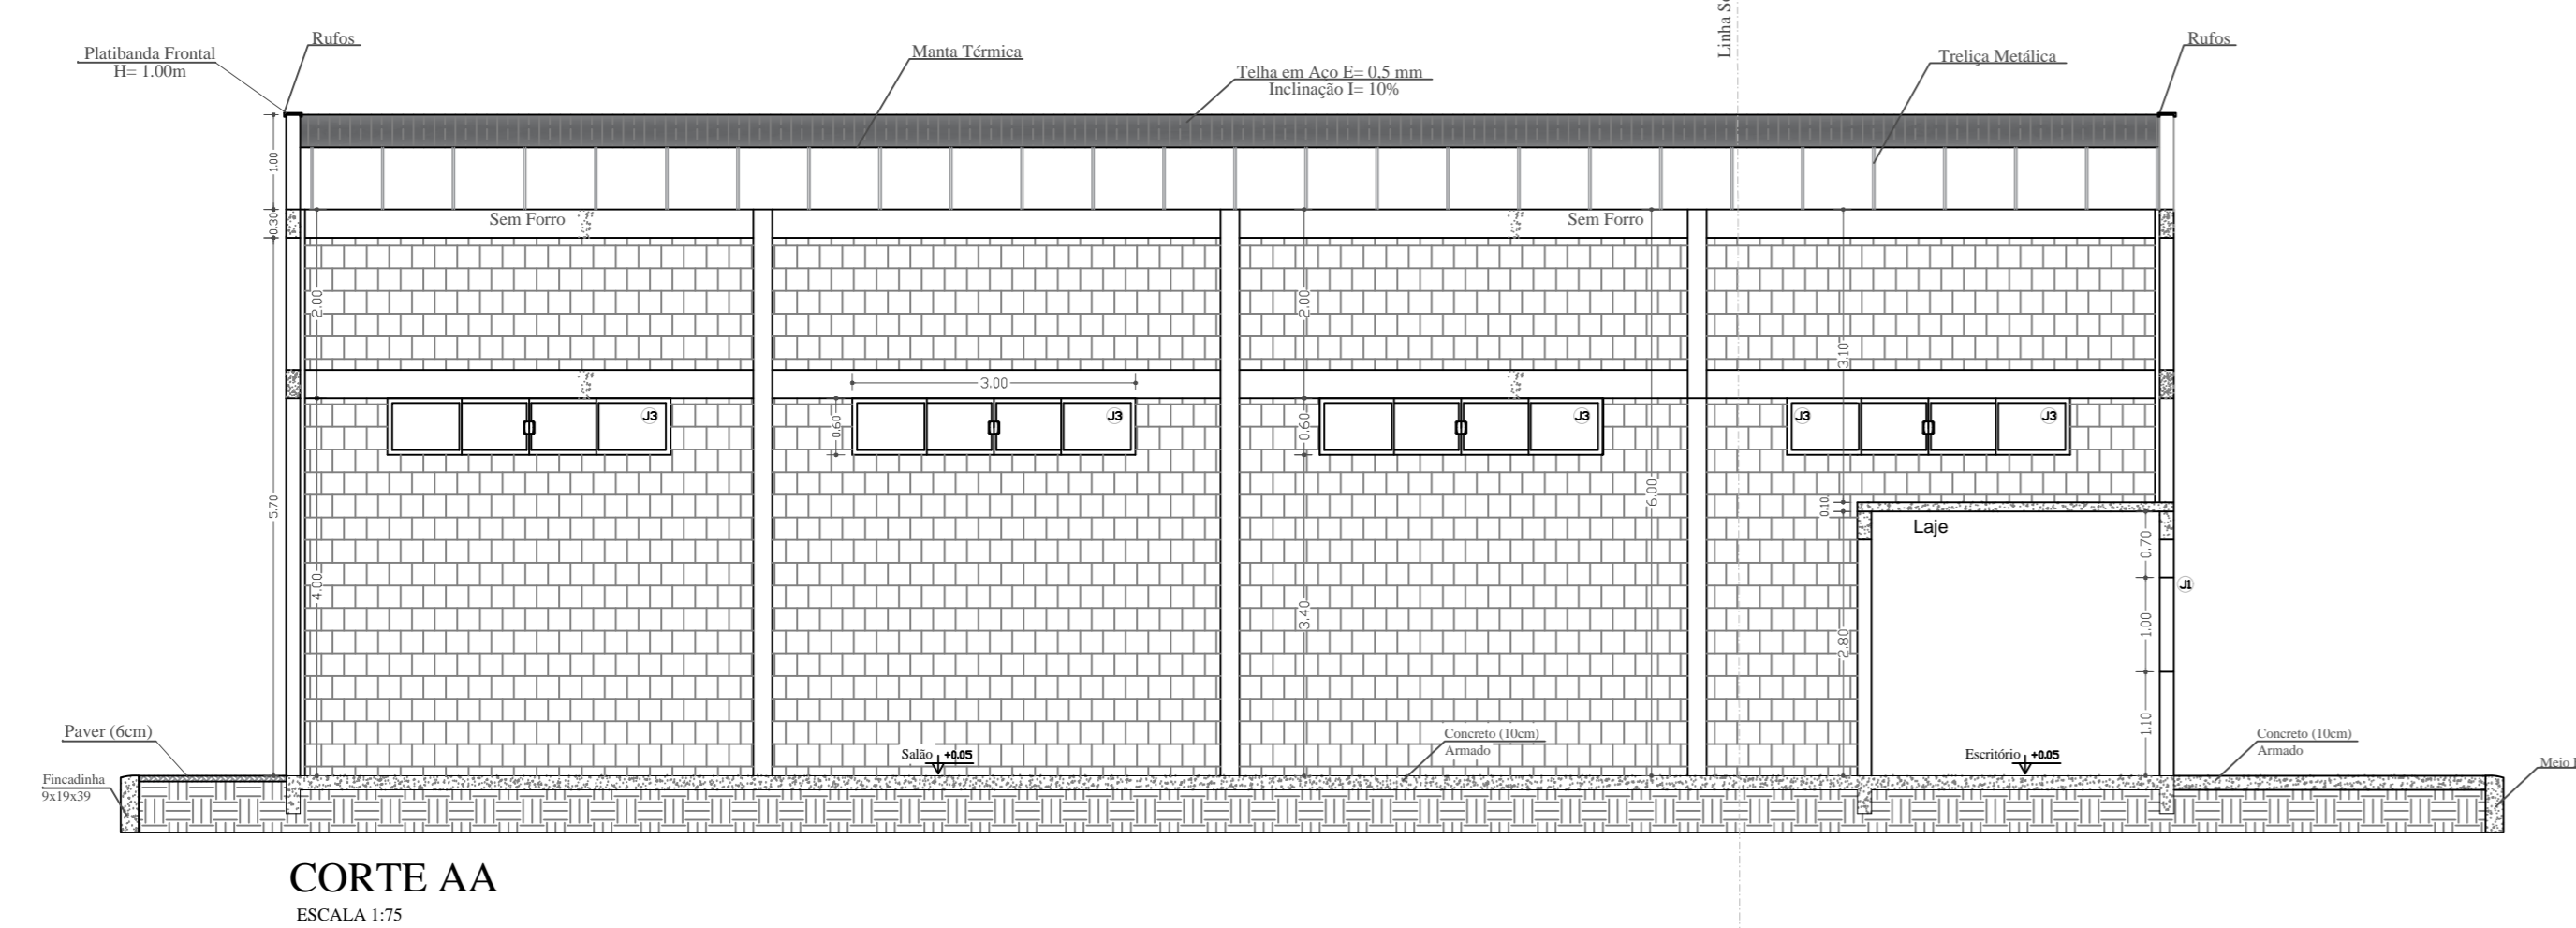 Linha
Rufos
Platibanda Frontal
H= 1.00m
Manta Térmica
Telha em Aço E= 0,5 mm
Inclinação I= 10%
Treliça Metálica
Rufos
1.00
0.30
5.70
Sem Forro
Sem Forro
2.00
2.00
3.10
3.00
0.60
0.60
J3
J3
J3
J3
J3
6.00
0.10
Laje
0.70
J1
4.00
3.40
2.80
1.00
1.10
Paver (6cm)
Fincadinha
9x19x39
Salão +0.05
Concreto (10cm)
Armado
Escritório +0.05
Concreto (10cm)
Armado
Meio
CORTE AA
ESCALA 1:75